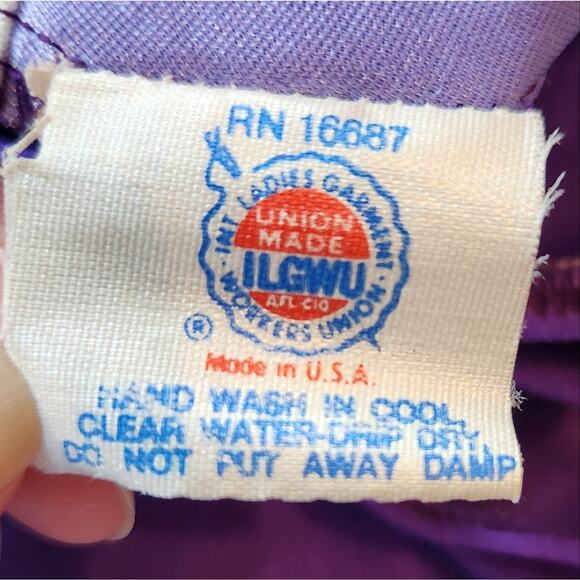 RN 16687
INT. LADIES GARMENT
UNION
MADE
ILGWU
AFL-CIO
· WORKERS UNION ·
®
Made in U.S.A.
HAND WASH IN COOL,
CLEAR WATER-DRIP DRY,
DO NOT PUT AWAY DAMP